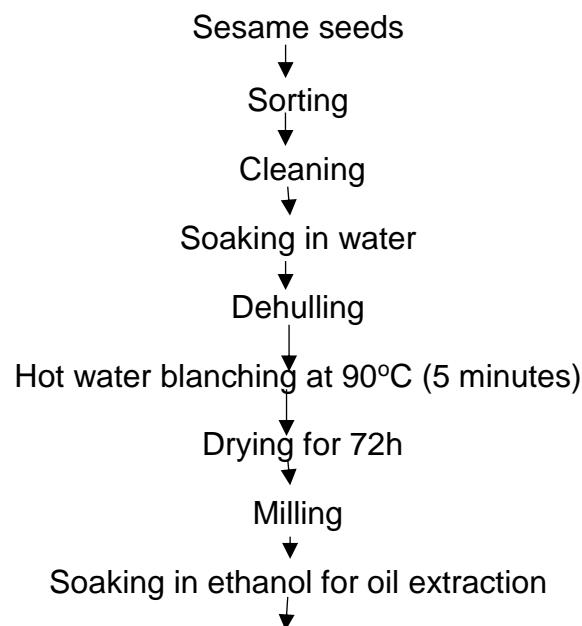 Sesame seeds
Sorting
Cleaning
Soaking in water
Dehulling
Hot water blanching at 90ºC (5 minutes)
Drying for 72h
Milling
Soaking in ethanol for oil extraction